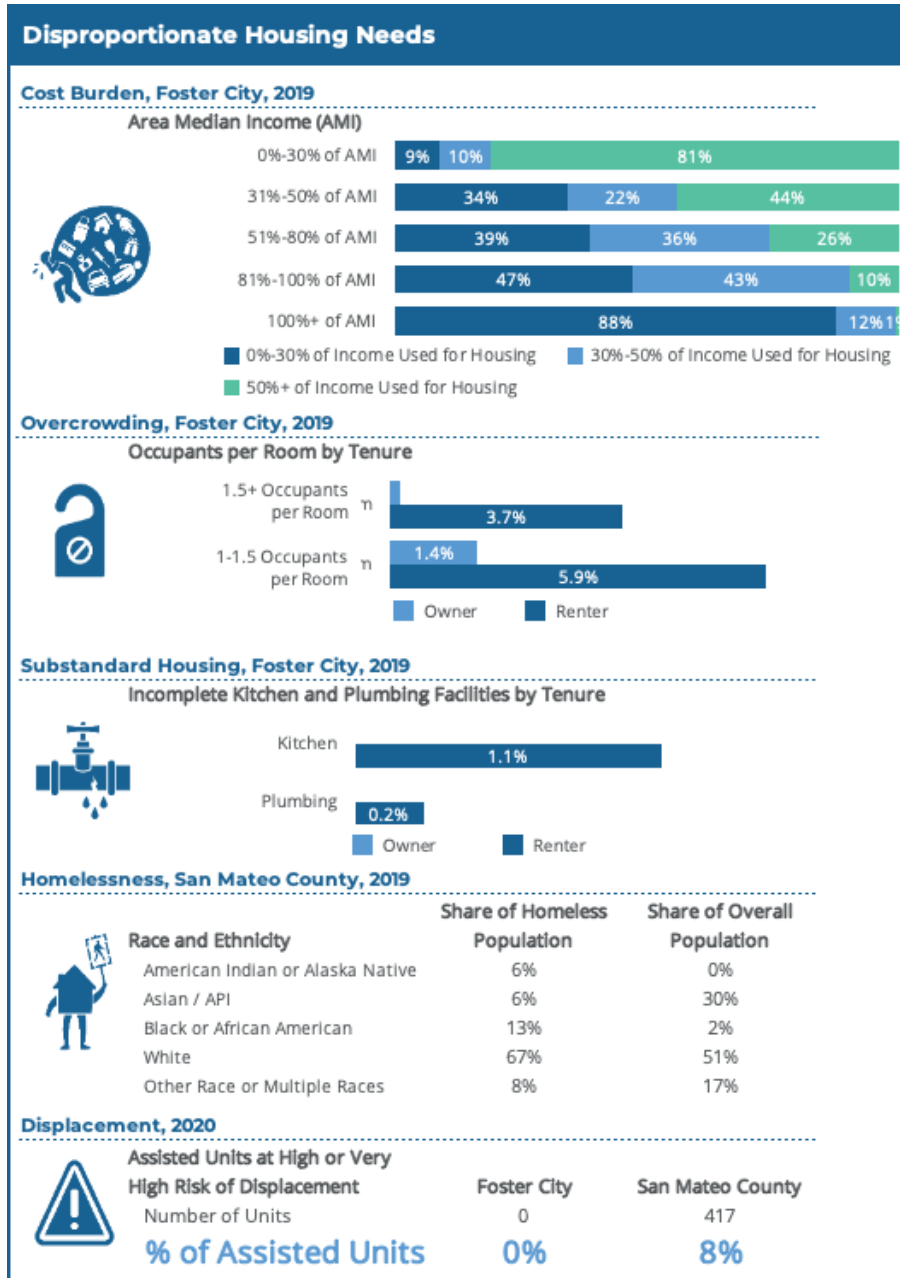 Disproportionate Housing Needs
Cost Burden, Foster City, 2019
Area Median Income (AMI)
0%-30% of AMI 9% 10% 81%
31%-50% of AMI 34% 22% 44%
51%-80% of AMI 39% 36% 26%
81%-100% of AMI 47% 43% 10%
100%+ of AMI 88% 12% 1%
0%-30% of Income Used for Housing 30%-50% of Income Used for Housing
50%+ of Income Used for Housing
Overcrowding, Foster City, 2019
Occupants per Room by Tenure
1.5+ Occupants
per Room 3.7%
1-1.5 Occupants 1.4%
per Room 5.9%
Owner Renter
Substandard Housing, Foster City, 2019
Incomplete Kitchen and Plumbing Facilities by Tenure
Kitchen 1.1%
Plumbing 0.2%
Owner Renter
Homelessness, San Mateo County, 2019
Share of Homeless Share of Overall
Race and Ethnicity Population Population
American Indian or Alaska Native 6% 0%
Asian / API 6% 30%
Black or African American 13% 2%
White 67% 51%
Other Race or Multiple Races 8% 17%
Displacement, 2020
Assisted Units at High or Very
High Risk of Displacement Foster City San Mateo County
Number of Units 0 417
% of Assisted Units 0% 8%